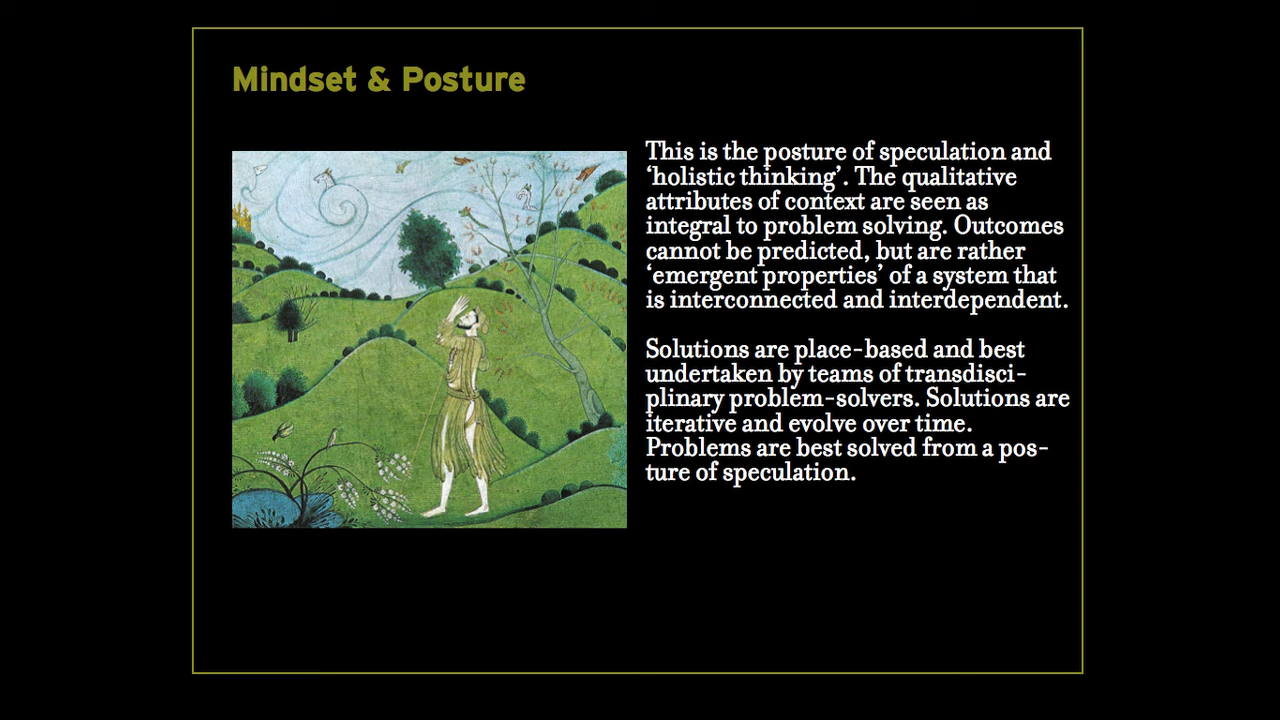 Mindset & Posture
This is the posture of speculation and
‘holistic thinking’. The qualitative
attributes of context are seen as
integral to problem solving. Outcomes
cannot be predicted, but are rather
‘emergent properties’ of a system that
is interconnected and interdependent.
Solutions are place-based and best
undertaken by teams of transdisci-
plinary problem-solvers. Solutions are
iterative and evolve over time.
Problems are best solved from a pos-
ture of speculation.